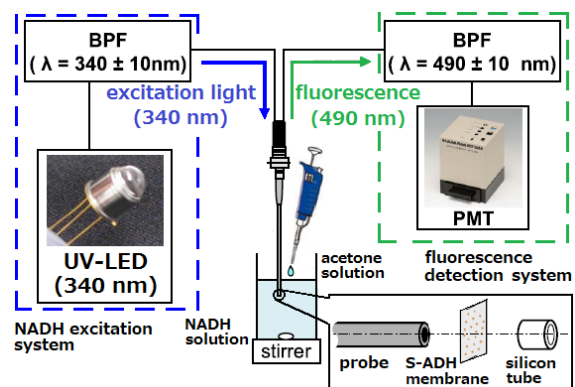 BPF
( λ = 340 ± 10nm)
BPF
( λ = 490 ± 10 nm)
excitation light
(340 nm)
fluorescence
(490 nm)
UV-LED
(340 nm)
PMT
NADH excitation
system
fluorescence
detection system
acetone
solution
NADH
solution
stirrer
probe
S-ADH
membrane
silicon
tube